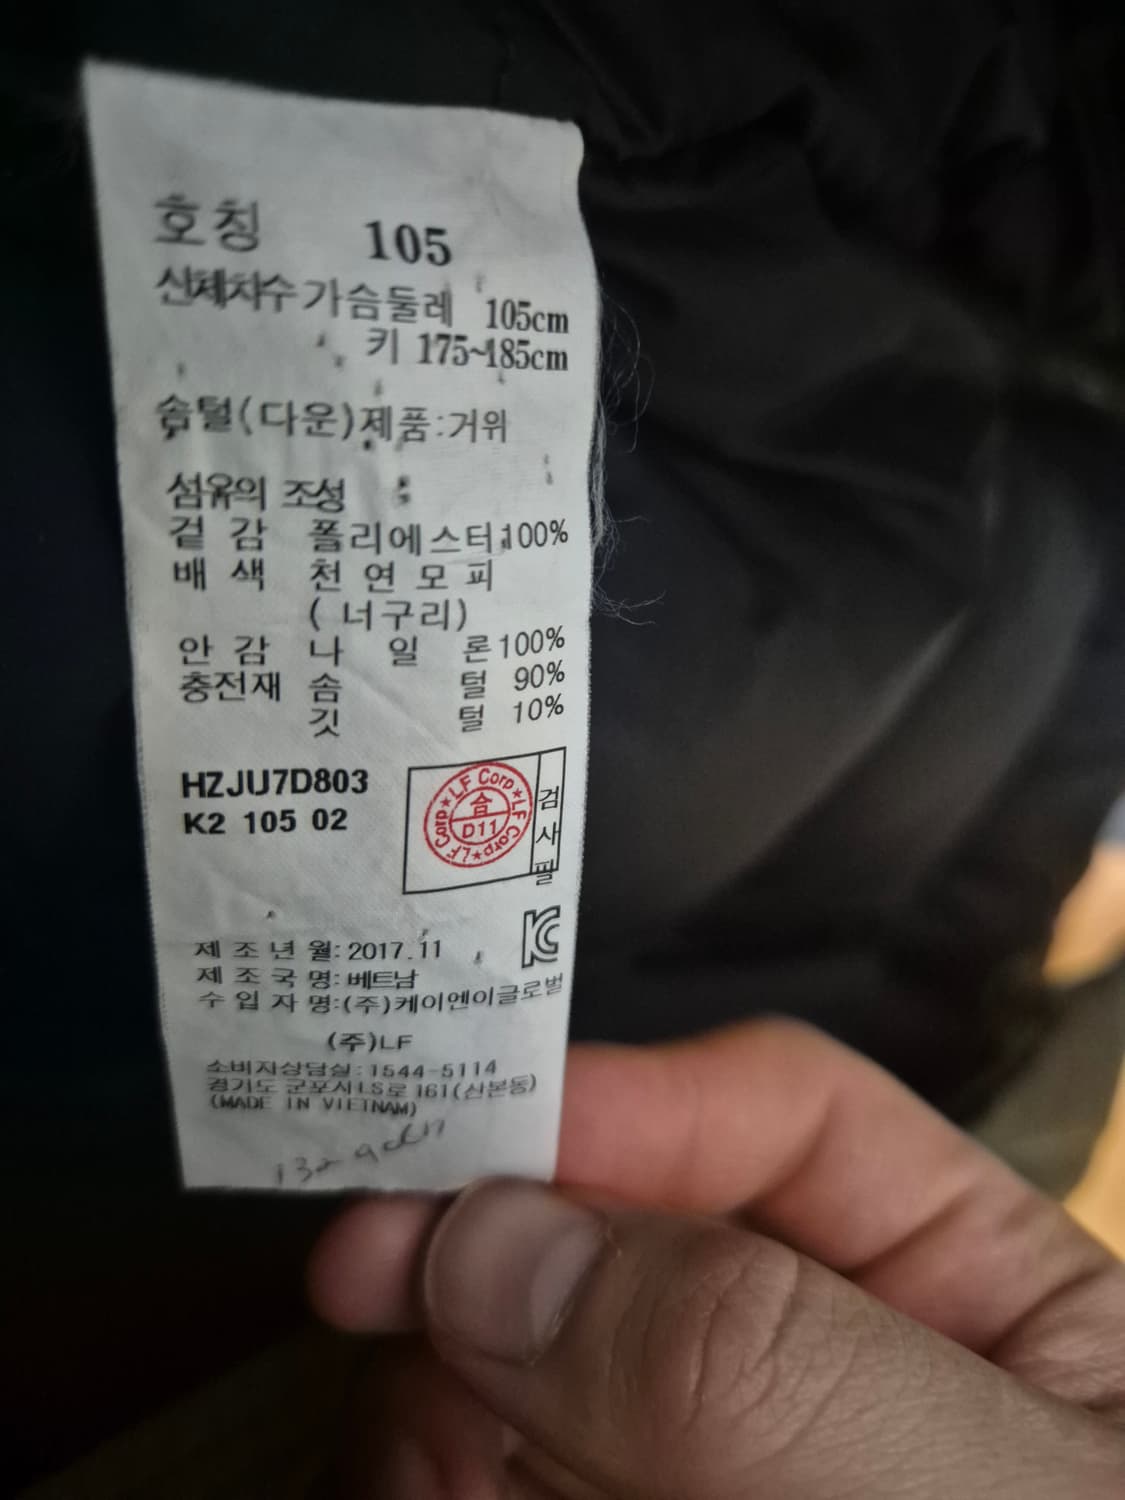 호칭 105
신체치수 가슴둘레 105cm
키 175~185cm
솜털(다운)제품:거위
섬유의 조성 :
겉 감 폴리에스터 100%
배 색 천 연 모 피
( 너구리)
안 감 나 일 론 100%
충전재 솜 털 90%
깃 털 10%
HZJU7D803
K2 105 02
LF Corp★LF Corp★LF Corp★
合
D11
검사필
KC
제 조 년 월: 2017.11
제 조 국 명: 베트남
수 입 자 명:(주)케이엔이글로벌
(주)LF
소비자상담실:1544-5114
경기도 군포시LS로 161(산본동)
(MADE IN VIETNAM)